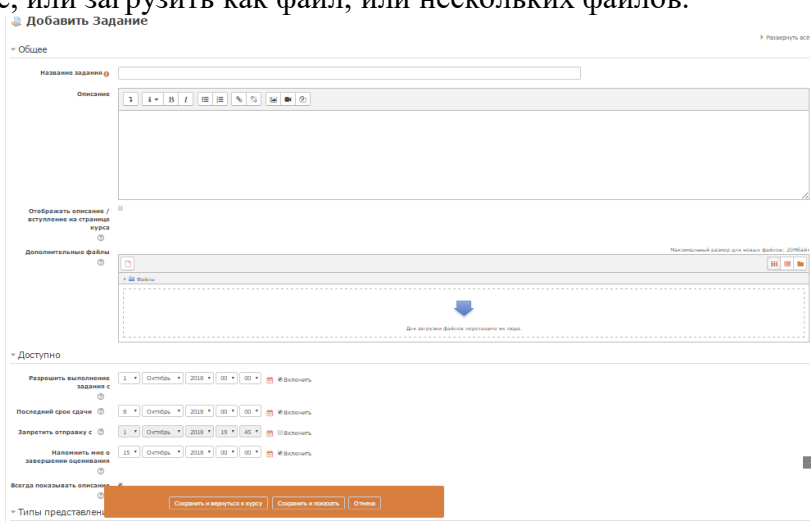 с, или загрузить как файл, или нескольких файлов.
Добавить Задание
Развернуть всё
Общее
Название задания
Описание
Отображать описание /
вступление на странице
курса
Дополнительные файлы
Максимальный размер для новых файлов: 20Мбайт
Файлы
Для загрузки файлов перетащите их сюда.
Доступно
Разрешить выполнение
задания с
1 Октябрь 2018 00 00 Включить
Последний срок сдачи 8 Октябрь 2018 00 00 Включить
Запретить отправку с 1 Октябрь 2018 19 45 Включить
Напомнить мне о
завершении оценивания
15 Октябрь 2018 00 00 Включить
Всегда показывать описание
Сохранить и вернуться к курсу Сохранить и показать Отмена
Типы представлен